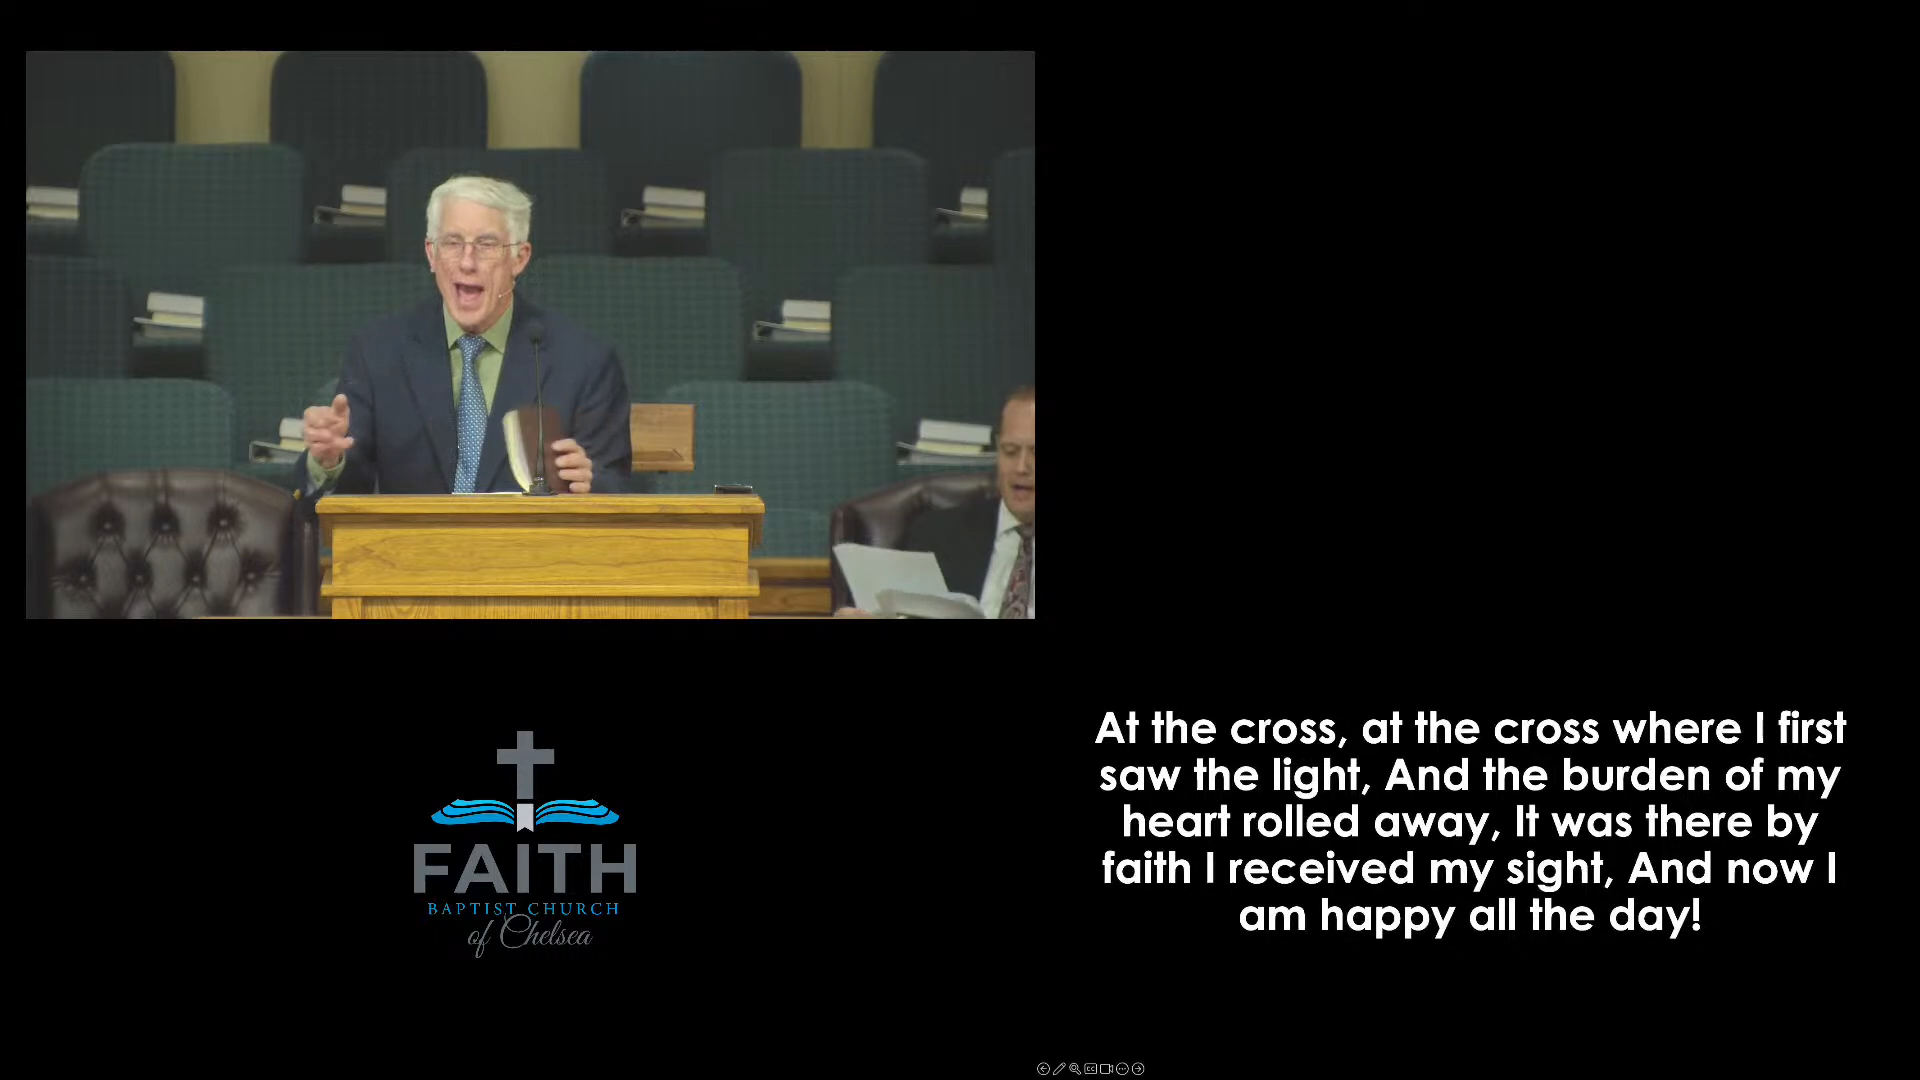 At the cross, at the cross where I first
saw the light, And the burden of my
heart rolled away, It was there by
faith I received my sight, And now I
am happy all the day!
FAITH
BAPTIST CHURCH
of Chelsea